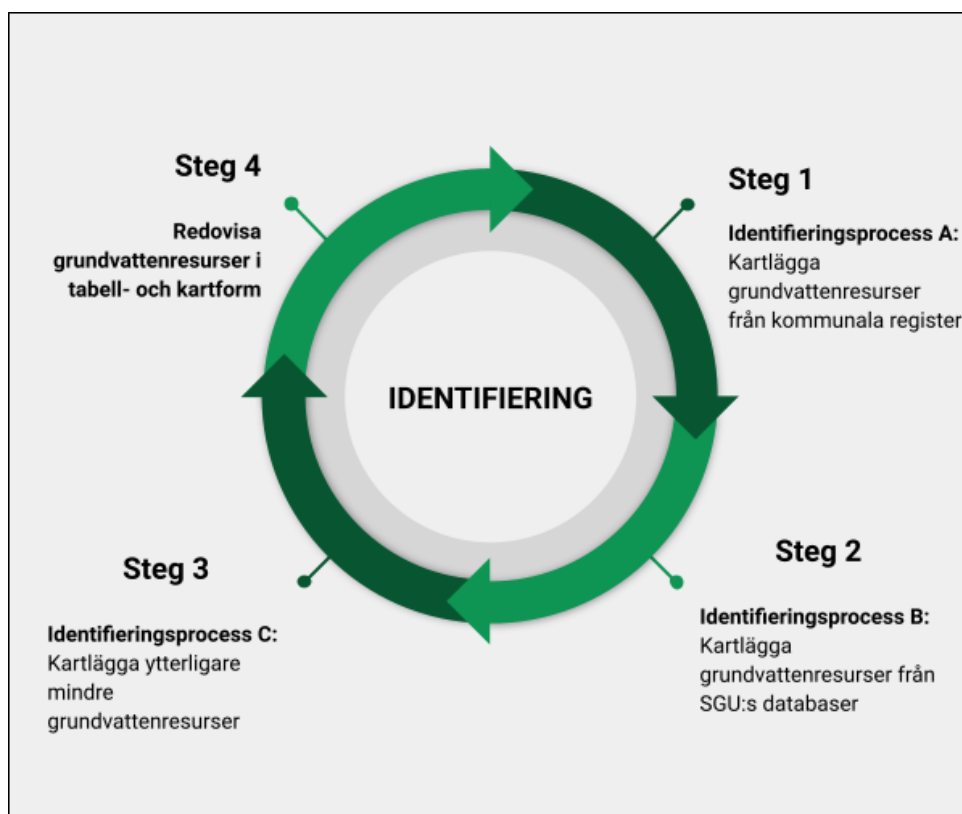 Steg 1
Identifieringsprocess A:
Kartlägga
grundvattenresurser
från kommunala register
Steg 2
Identifieringsprocess B:
Kartlägga
grundvattenresurser från
SGU:s databaser
Steg 3
Identifieringsprocess C:
Kartlägga ytterligare
mindre
grundvattenresurser
Steg 4
Redovisa
grundvattenresurser i
tabell- och kartform
IDENTIFIERING